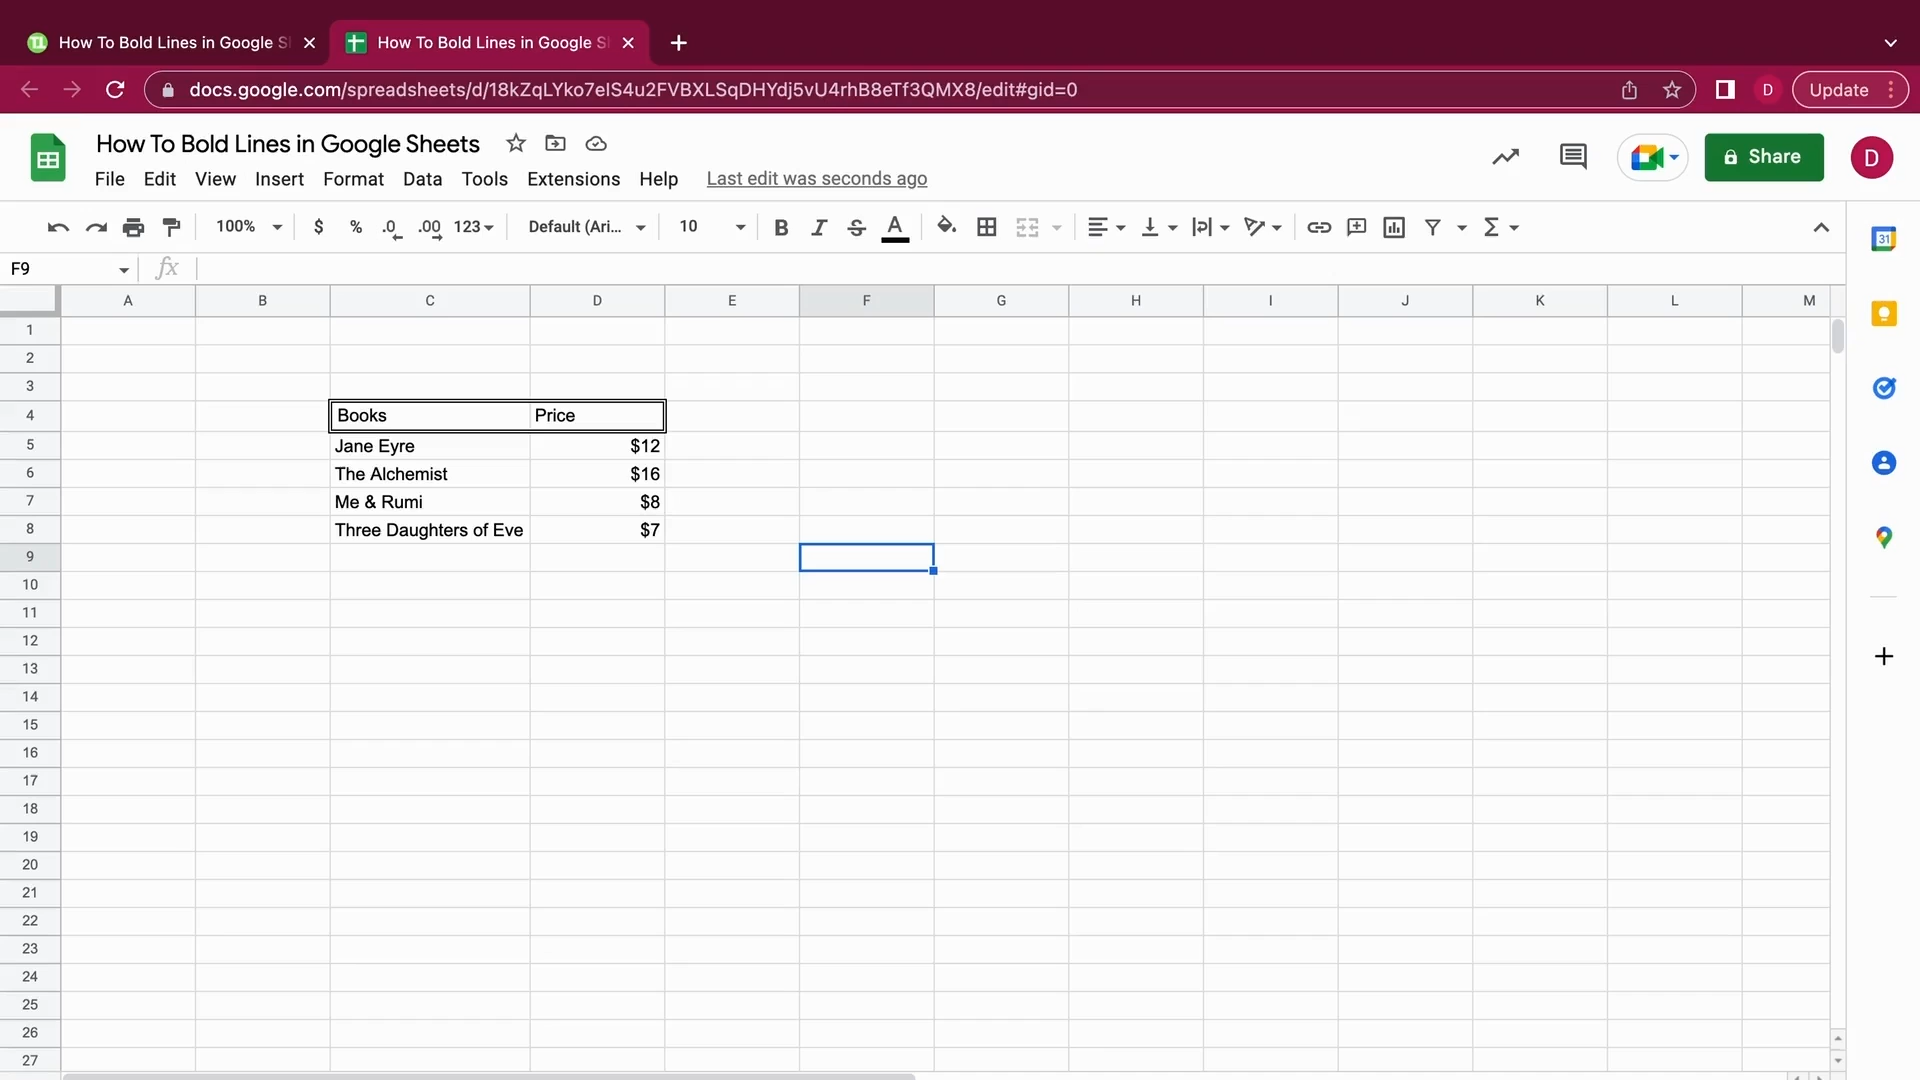 How To Bold Lines in Google S
How To Bold Lines in Google S
docs.google.com/spreadsheets/d/18kZqLYko7eIS4u2FVBXLSqDHYdj5vU4rhB8eTf3QMX8/edit#gid=0
D
Update
How To Bold Lines in Google Sheets
File Edit View Insert Format Data Tools Extensions Help Last edit was seconds ago
Share
D
100% $ % .0 .00 123 Default (Ari... 10 B I S A
31
F9 fx
A B C D E F G H I J K L M
1
2
3
4 Books Price
5 Jane Eyre $12
6 The Alchemist $16
7 Me & Rumi $8
8 Three Daughters of Eve $7
9
10
11
12
13
14
15
16
17
18
19
20
21
22
23
24
25
26
27